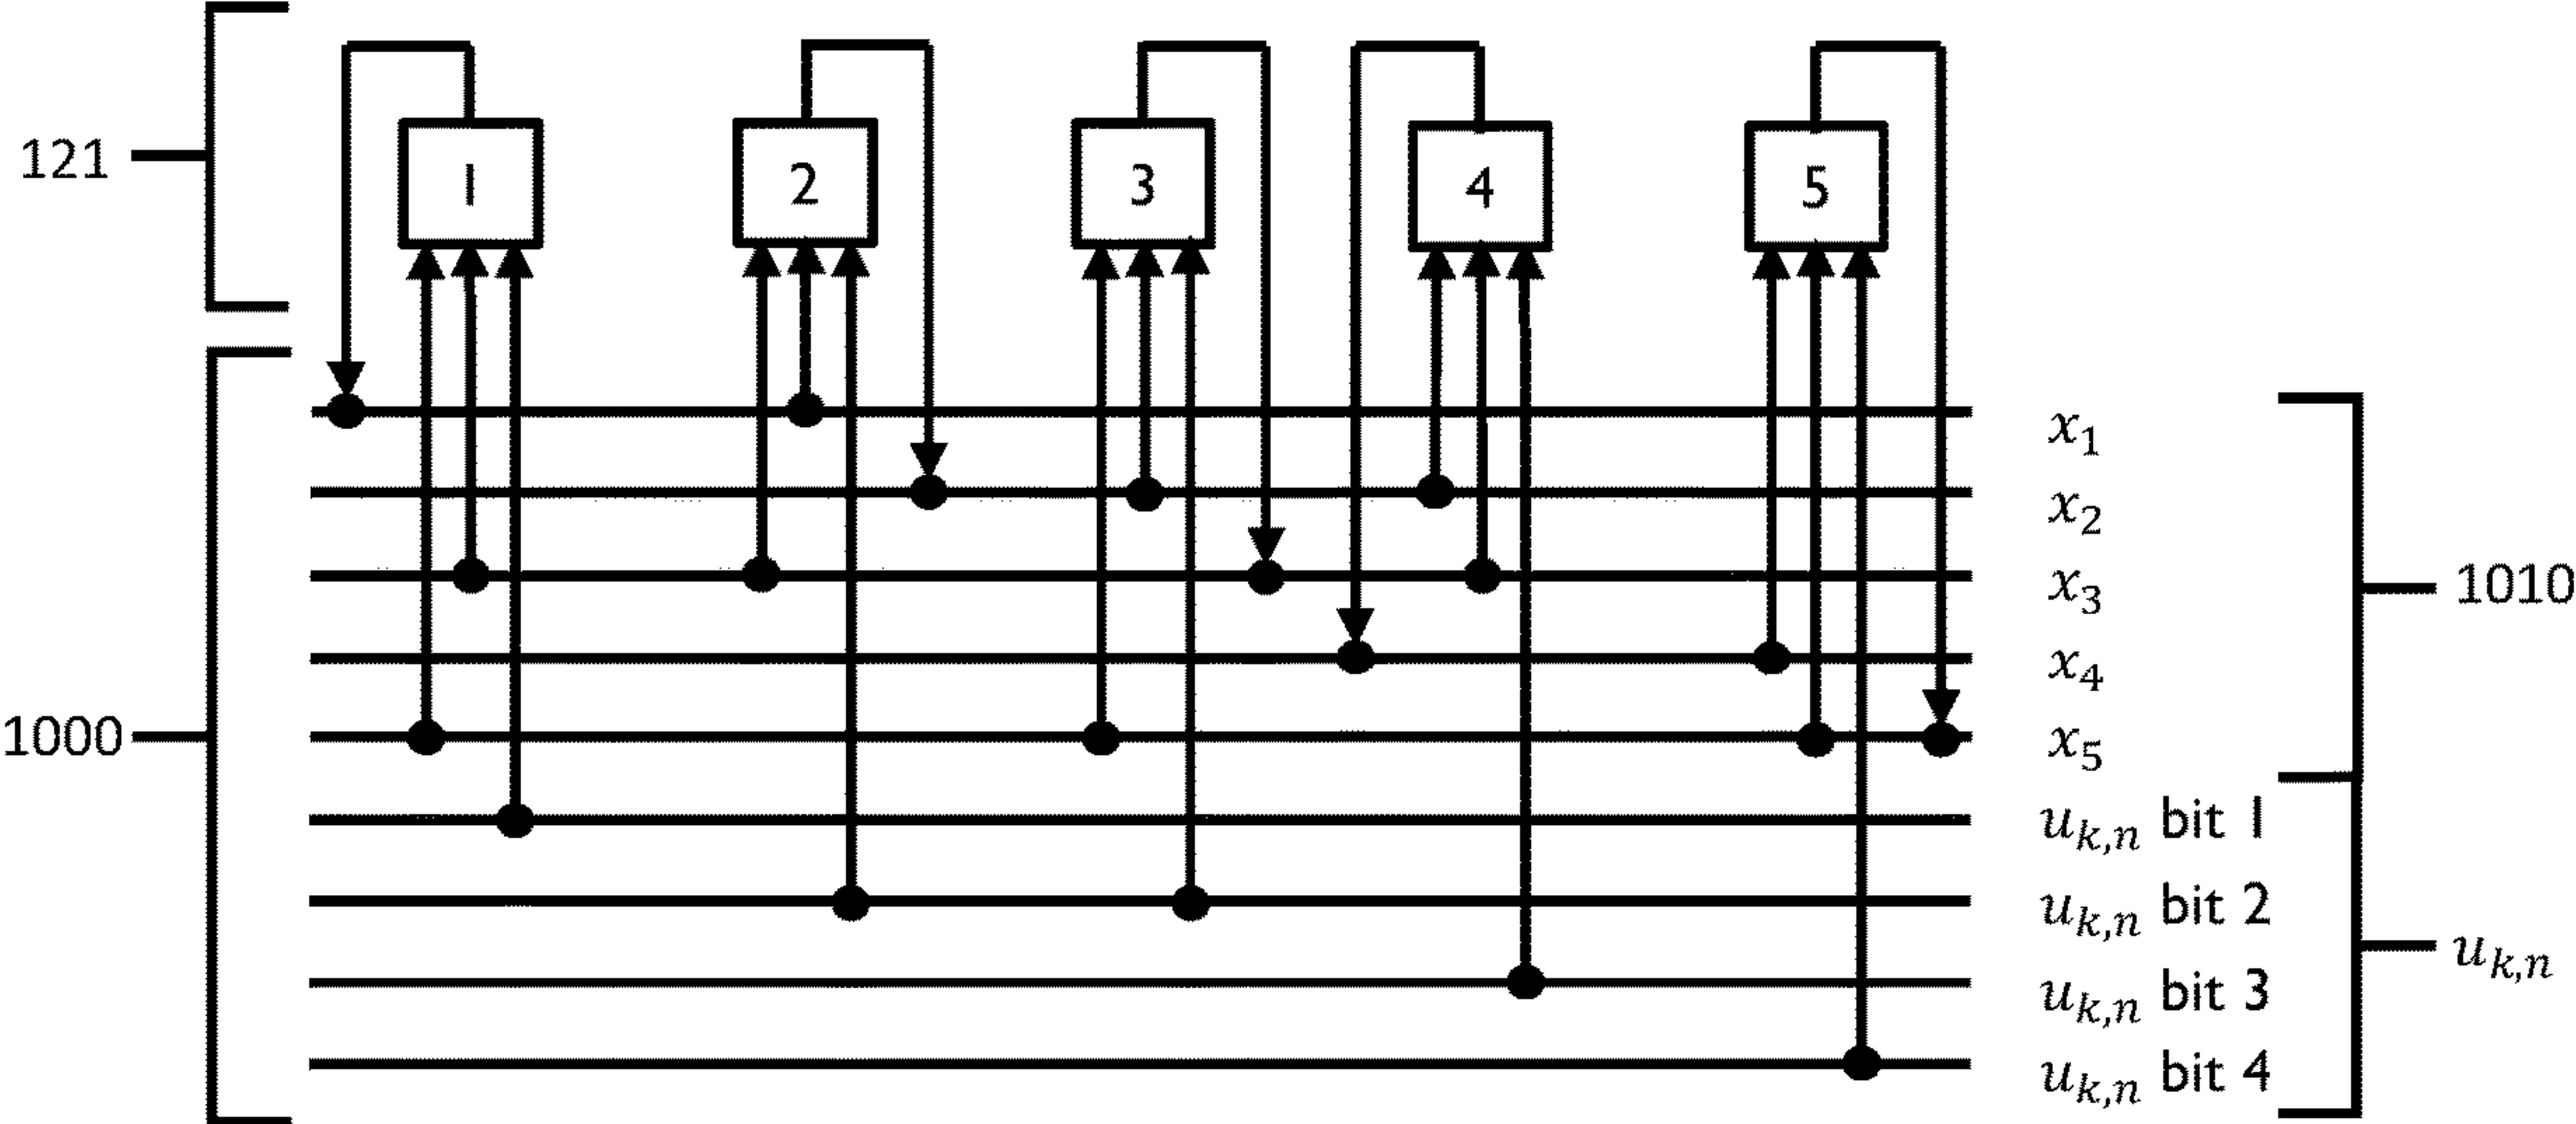 121
1
2
3
4
5
1000
x₁
x₂
x₃
x₄
x₅
1010
uₖ,ₙ bit 1
uₖ,ₙ bit 2
uₖ,ₙ bit 3
uₖ,ₙ bit 4
uₖ,ₙ